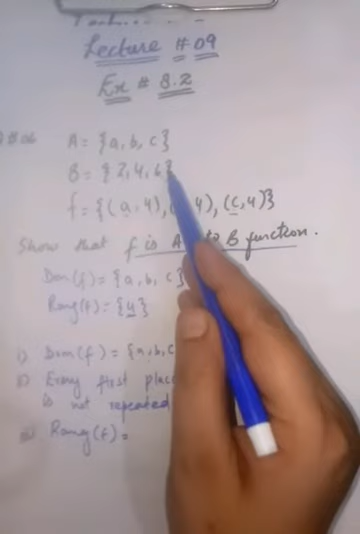 Lecture # 09
Ex # 8.2
A = {a, b, c}
B = {2, 4, 6}
f = {(a, 4), ( 4), (c, 4)}
Show that f is A to B function.
Dom(f) = {a, b, c}
Rang(f) = {4}
i) Dom(f) = {a, b, c
ii) Every first
is not repeated
iii) Rang(f) =